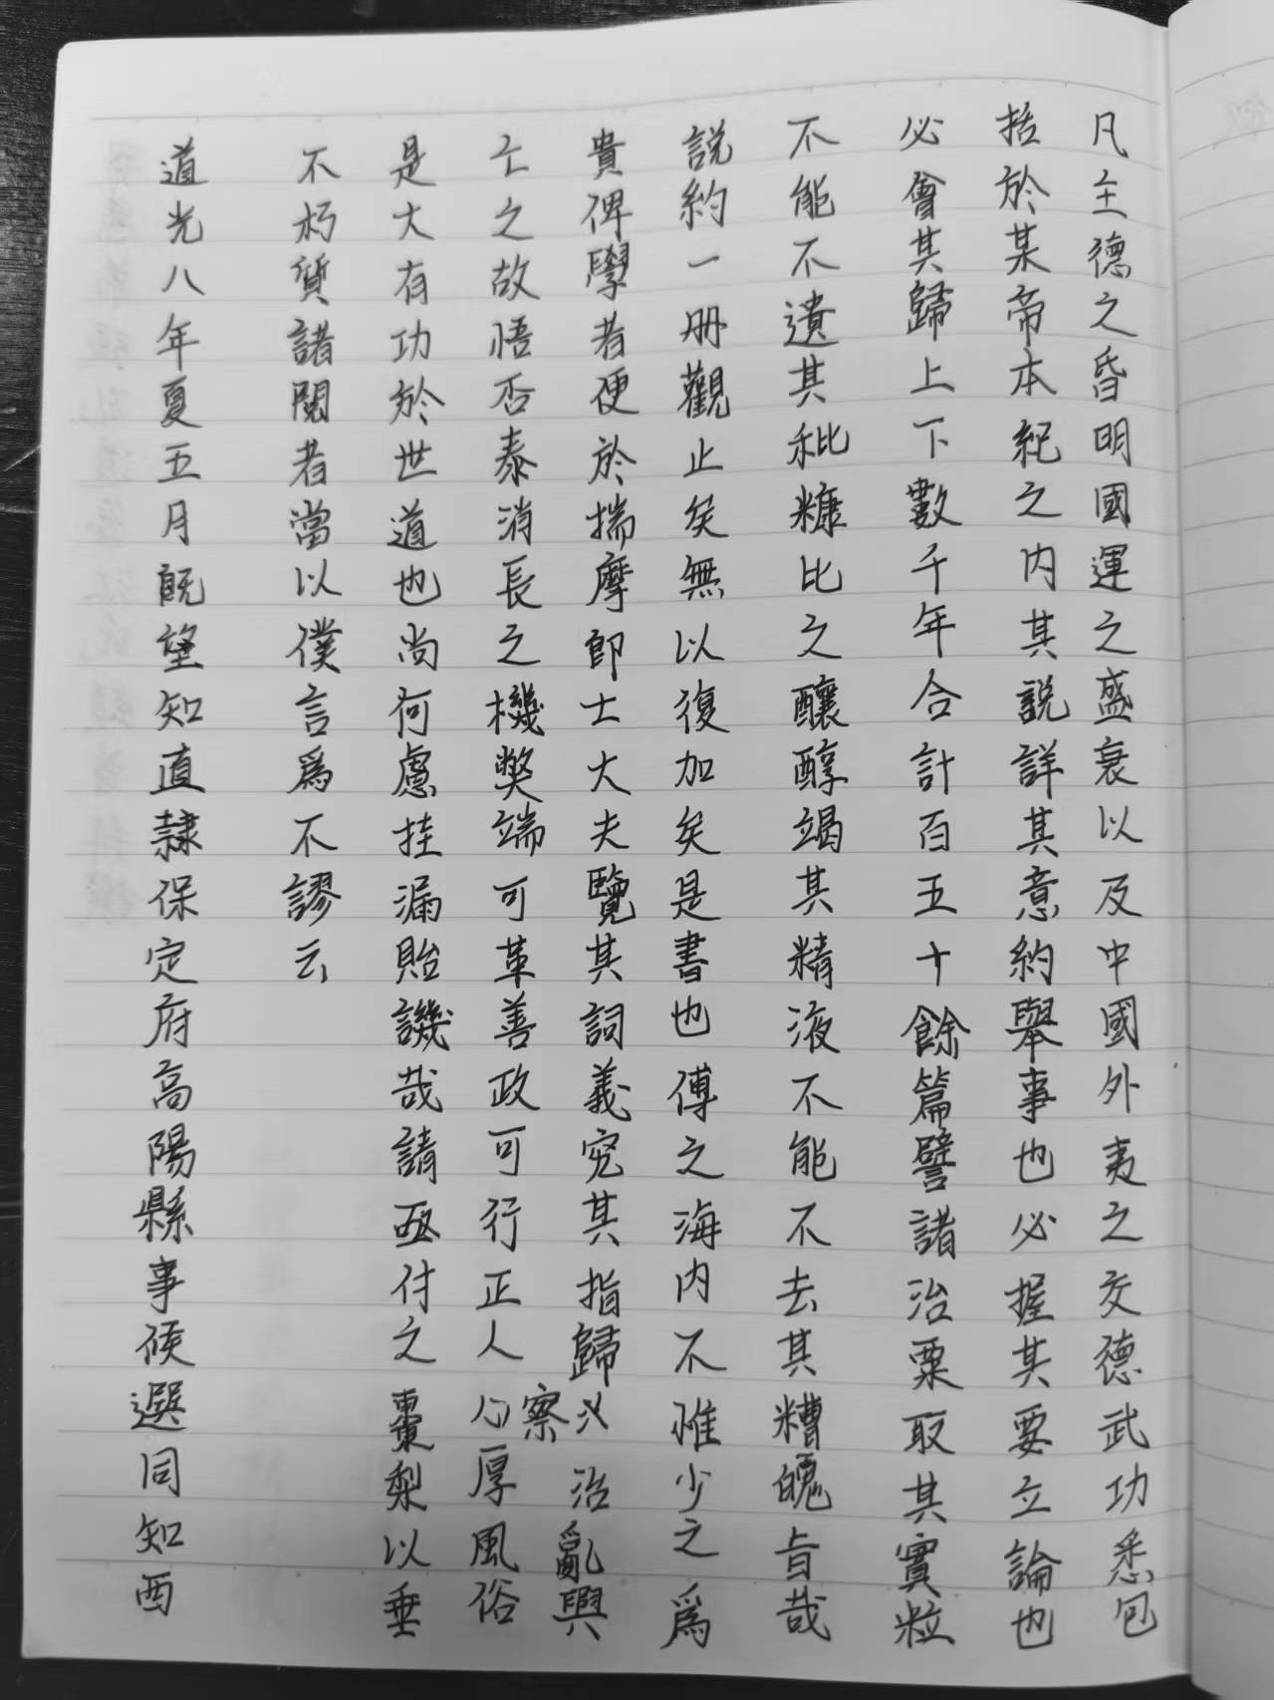 凡主德之昏明國運之盛衰以及中國外夷之交德武功悉包
括於某帝本紀之内其説詳其意約舉事也必握其要立論也
必會其歸上下數千年合計百五十餘篇譬諸治粟取其實粒
不能不遺其秕糠比之釀醇竭其精液不能不去其糟魄旨哉
説約一册觀止矣無以復加矣是書也傅之海内不惟少之爲
貴俾學者便於揣摩即士大夫覽其詞義究其指歸以察治亂興
亡之故悟否泰消長之機獘端可革善政可行正人心厚風俗
是大有功於世道也尚何慮挂漏貽譏哉請亟付之棗梨以垂
不朽質諸閱者當以僕言爲不謬云
道光八年夏五月旣望知直隷保定府高陽縣事候選同知西